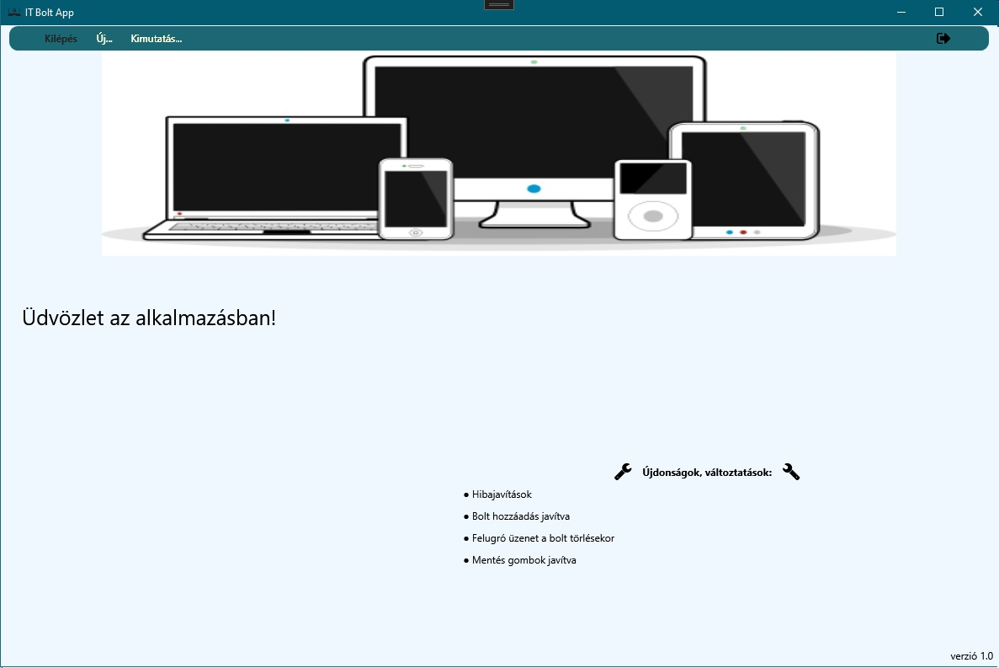 IT Bolt App
Kilépés Új... Kimutatás...
Üdvözlet az alkalmazásban!
Újdonságok, változtatások:
● Hibajavítások
● Bolt hozzáadás javítva
● Felugró üzenet a bolt törlésekor
● Mentés gombok javítva
verzió 1.0